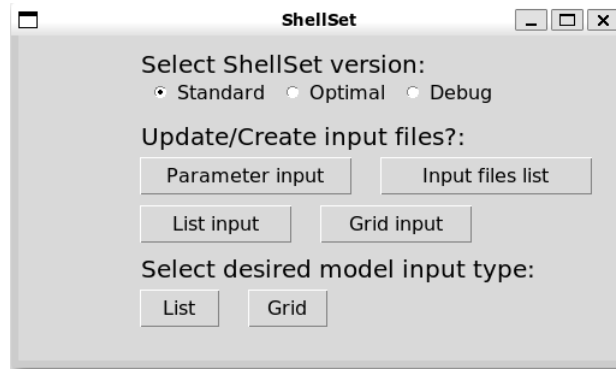 ShellSet
Select ShellSet version:
Standard Optimal Debug
Update/Create input files?:
Parameter input Input files list
List input Grid input
Select desired model input type:
List Grid